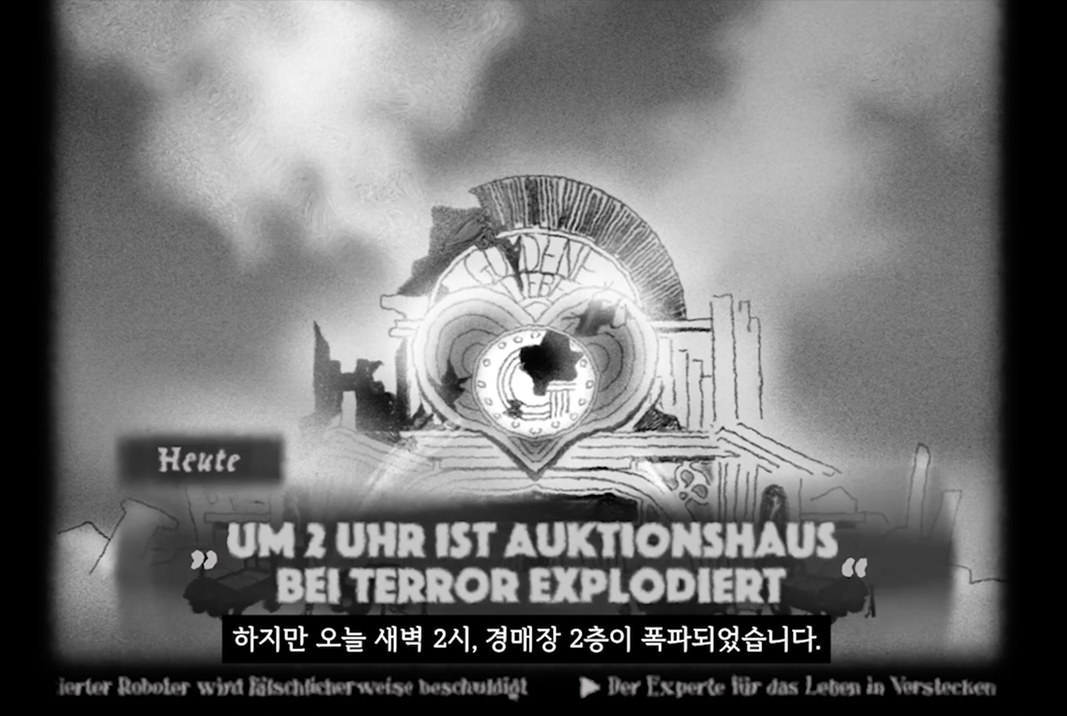 GOLDENE
Heute
„UM 2 UHR IST AUKTIONSHAUS
BEI TERROR EXPLODIERT“
하지만 오늘 새벽 2시, 경매장 2층이 폭파되었습니다.
ierter Roboter wird fälschlicherweise beschuldigt ▶ Der Experte für das Leben in Verstecken